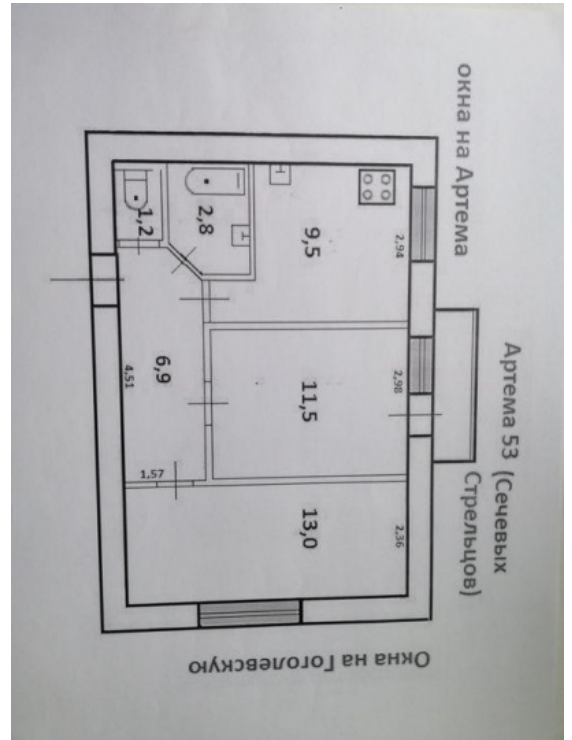 окна на Артема
Артема 53 (Сечевых
Стрельцов)
1,2
2,8
9,5
2,94
6,9
4,51
11,5
2,98
1,57
13,0
2,36
Окна на Гоголевскую